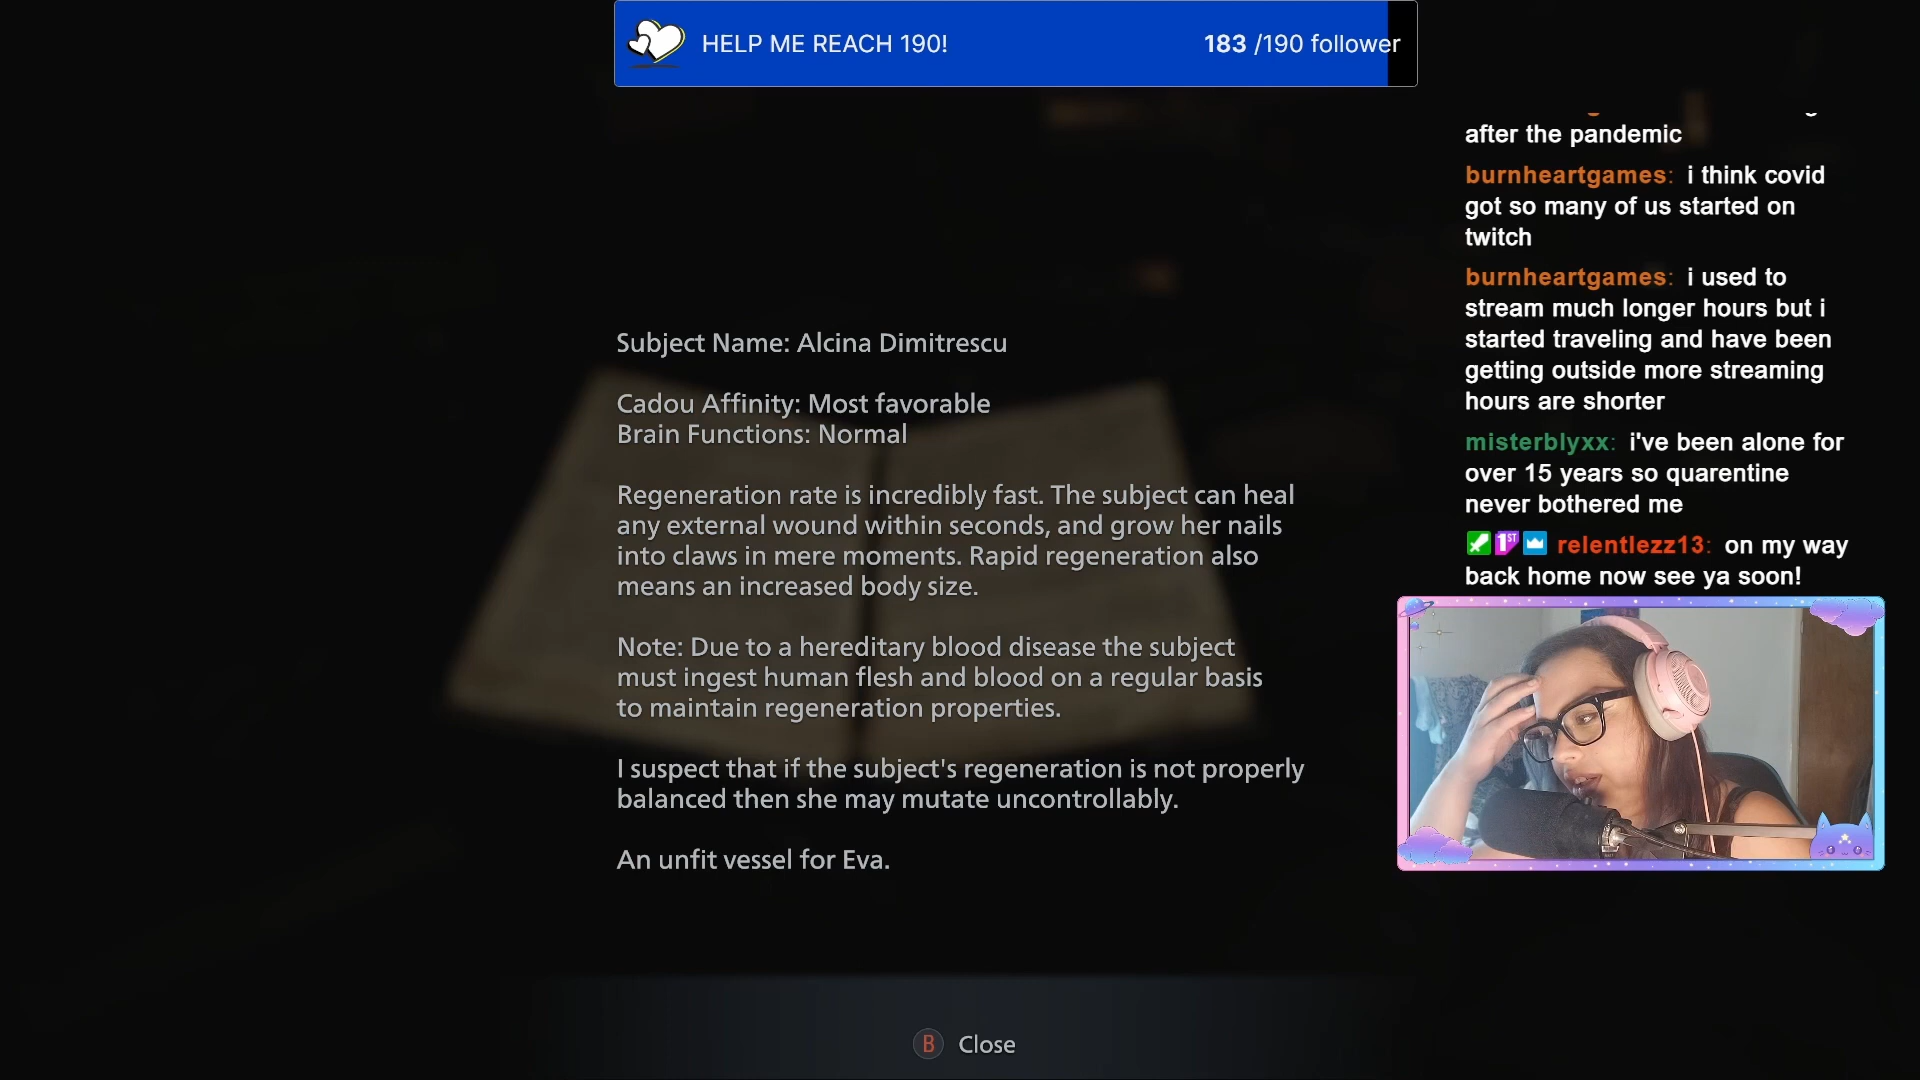 HELP ME REACH 190!
183 /190 follower
after the pandemic
burnheartgames: i think covid
got so many of us started on
twitch
burnheartgames: i used to
stream much longer hours but i
started traveling and have been
getting outside more streaming
hours are shorter
misterblyxx: i've been alone for
over 15 years so quarentine
never bothered me
1ST relentlezz13: on my way
back home now see ya soon!
Subject Name: Alcina Dimitrescu
Cadou Affinity: Most favorable
Brain Functions: Normal
Regeneration rate is incredibly fast. The subject can heal
any external wound within seconds, and grow her nails
into claws in mere moments. Rapid regeneration also
means an increased body size.
Note: Due to a hereditary blood disease the subject
must ingest human flesh and blood on a regular basis
to maintain regeneration properties.
I suspect that if the subject's regeneration is not properly
balanced then she may mutate uncontrollably.
An unfit vessel for Eva.
B Close